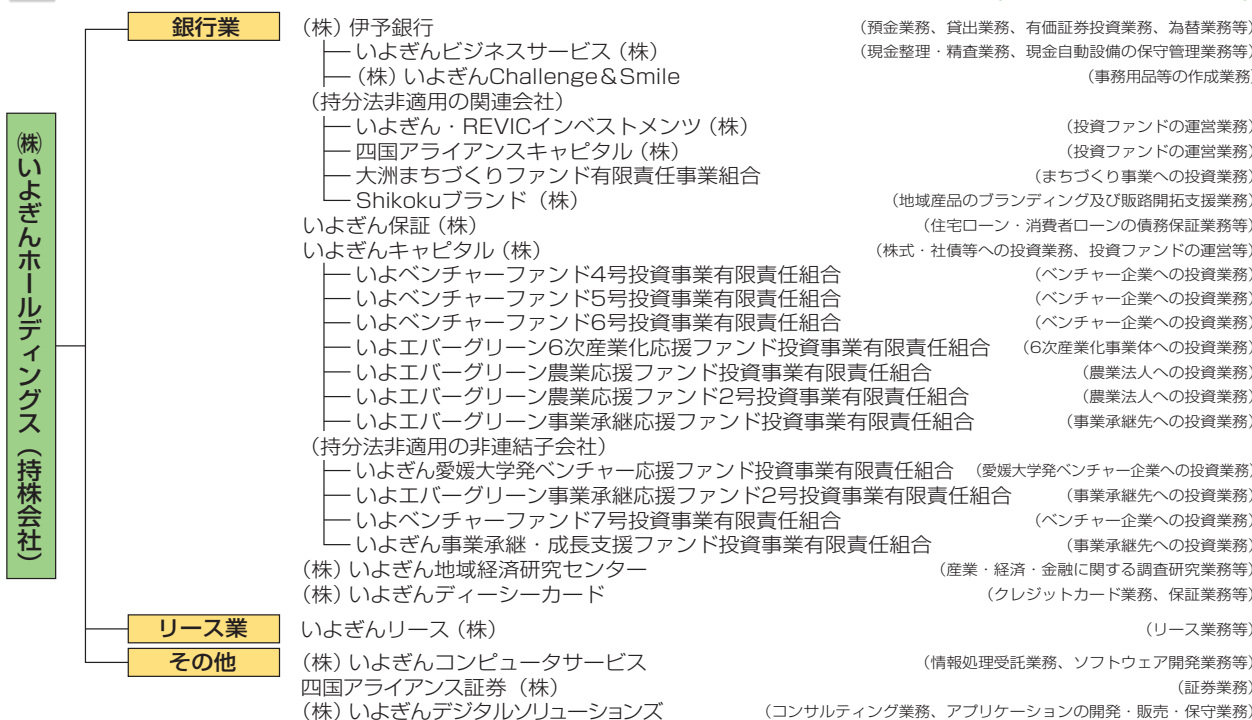 ㈱いよぎんホールディングス（持株会社）
銀行業
（株）伊予銀行 （預金業務、貸出業務、有価証券投資業務、為替業務等）
いよぎんビジネスサービス（株） （現金整理・精査業務、現金自動設備の保守管理業務等）
（株）いよぎんChallenge＆Smile （事務用品等の作成業務）
（持分法非適用の関連会社）
いよぎん・REVICインベストメンツ（株） （投資ファンドの運営業務）
四国アライアンスキャピタル（株） （投資ファンドの運営業務）
大洲まちづくりファンド有限責任事業組合 （まちづくり事業への投資業務）
Shikokuブランド（株） （地域産品のブランディング及び販路開拓支援業務）
いよぎん保証（株） （住宅ローン・消費者ローンの債務保証業務等）
いよぎんキャピタル（株） （株式・社債等への投資業務、投資ファンドの運営等）
いよベンチャーファンド4号投資事業有限責任組合 （ベンチャー企業への投資業務）
いよベンチャーファンド5号投資事業有限責任組合 （ベンチャー企業への投資業務）
いよベンチャーファンド6号投資事業有限責任組合 （ベンチャー企業への投資業務）
いよエバーグリーン6次産業化応援ファンド投資事業有限責任組合 （6次産業化事業体への投資業務）
いよエバーグリーン農業応援ファンド投資事業有限責任組合 （農業法人への投資業務）
いよエバーグリーン農業応援ファンド2号投資事業有限責任組合 （農業法人への投資業務）
いよエバーグリーン事業承継応援ファンド投資事業有限責任組合 （事業承継先への投資業務）
（持分法非適用の非連結子会社）
いよぎん愛媛大学発ベンチャー応援ファンド投資事業有限責任組合 （愛媛大学発ベンチャー企業への投資業務）
いよエバーグリーン事業承継応援ファンド2号投資事業有限責任組合 （事業承継先への投資業務）
いよベンチャーファンド7号投資事業有限責任組合 （ベンチャー企業への投資業務）
いよぎん事業承継・成長支援ファンド投資事業有限責任組合 （事業承継先への投資業務）
（株）いよぎん地域経済研究センター （産業・経済・金融に関する調査研究業務等）
（株）いよぎんディーシーカード （クレジットカード業務、保証業務等）
リース業
いよぎんリース（株） （リース業務等）
その他
（株）いよぎんコンピュータサービス （情報処理受託業務、ソフトウェア開発業務等）
四国アライアンス証券（株） （証券業務）
（株）いよぎんデジタルソリューションズ （コンサルティング業務、アプリケーションの開発・販売・保守業務）